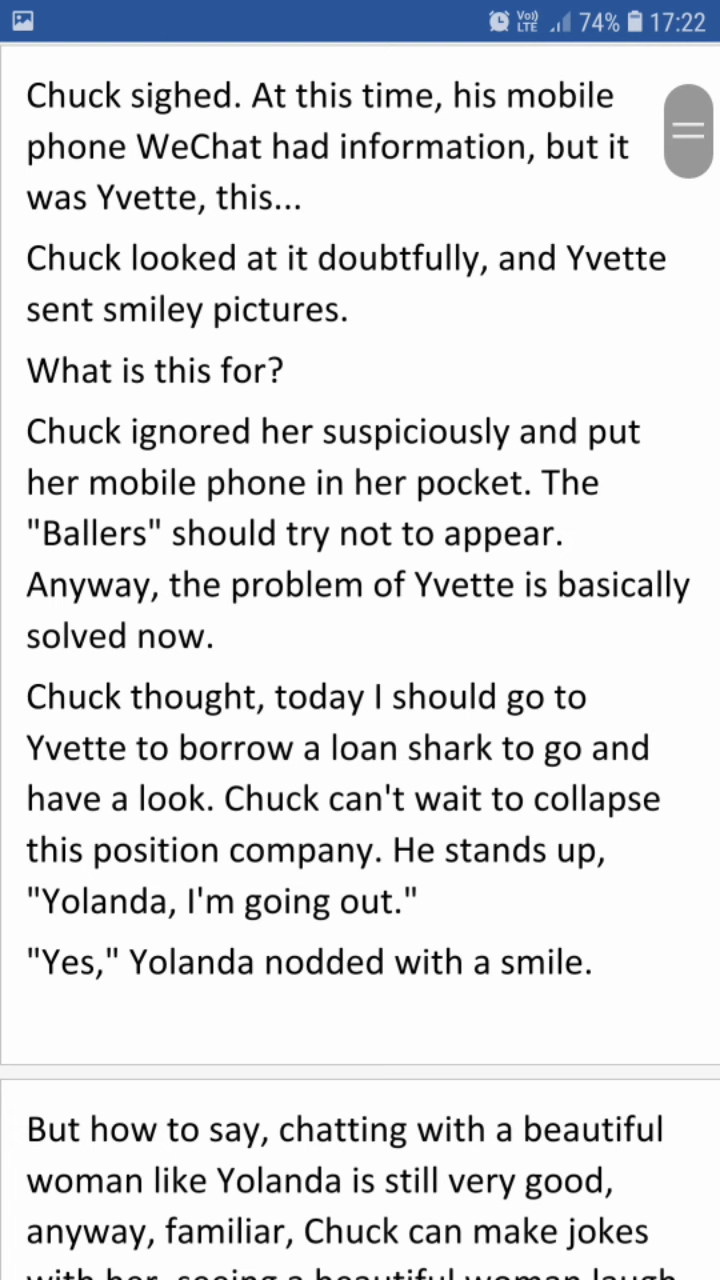 Vo)) LTE 74% 17:22
Chuck sighed. At this time, his mobile
phone WeChat had information, but it
was Yvette, this...
Chuck looked at it doubtfully, and Yvette
sent smiley pictures.
What is this for?
Chuck ignored her suspiciously and put
her mobile phone in her pocket. The
"Ballers" should try not to appear.
Anyway, the problem of Yvette is basically
solved now.
Chuck thought, today I should go to
Yvette to borrow a loan shark to go and
have a look. Chuck can't wait to collapse
this position company. He stands up,
"Yolanda, I'm going out."
"Yes," Yolanda nodded with a smile.
But how to say, chatting with a beautiful
woman like Yolanda is still very good,
anyway, familiar, Chuck can make jokes
with her, seeing a beautiful woman laugh